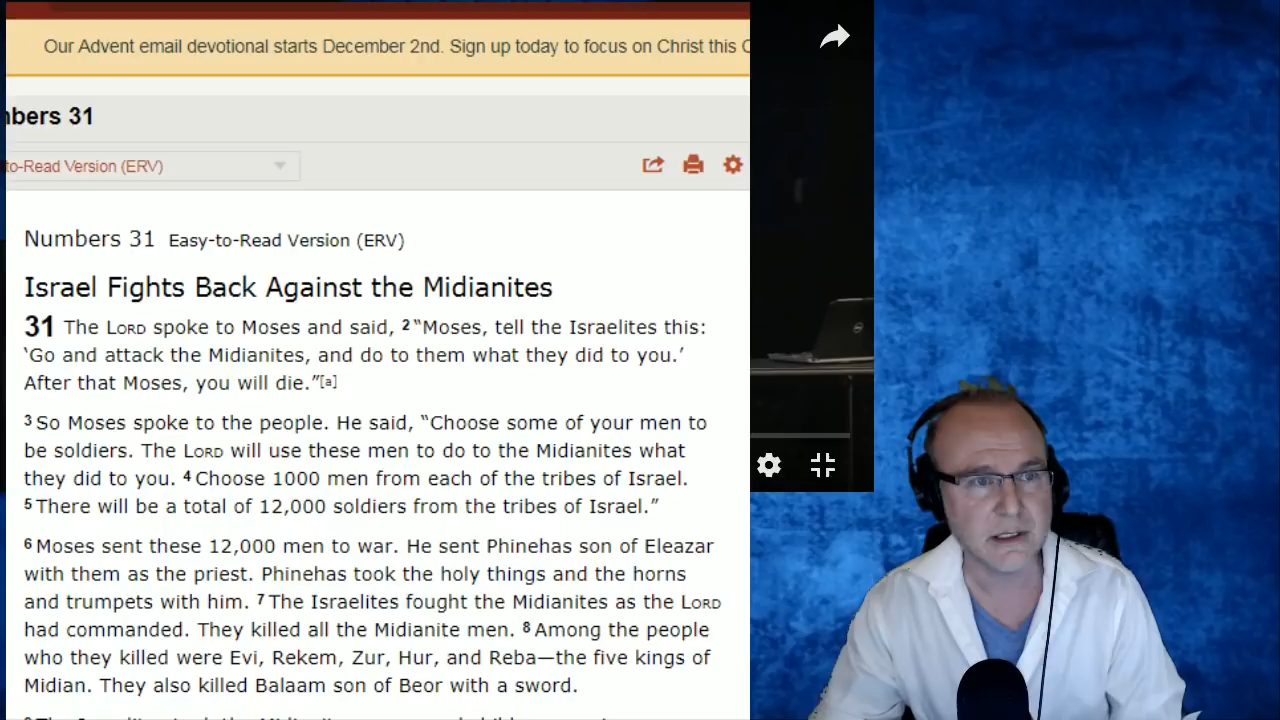 Our Advent email devotional starts December 2nd. Sign up today to focus on Christ this C
nbers 31
to-Read Version (ERV)
Numbers 31 Easy-to-Read Version (ERV)
Israel Fights Back Against the Midianites
31 The LORD spoke to Moses and said, 2 “Moses, tell the Israelites this:
‘Go and attack the Midianites, and do to them what they did to you.’
After that Moses, you will die.”[a]
3 So Moses spoke to the people. He said, “Choose some of your men to
be soldiers. The LORD will use these men to do to the Midianites what
they did to you. 4 Choose 1000 men from each of the tribes of Israel.
5 There will be a total of 12,000 soldiers from the tribes of Israel.”
6 Moses sent these 12,000 men to war. He sent Phinehas son of Eleazar
with them as the priest. Phinehas took the holy things and the horns
and trumpets with him. 7 The Israelites fought the Midianites as the LORD
had commanded. They killed all the Midianite men. 8 Among the people
who they killed were Evi, Rekem, Zur, Hur, and Reba—the five kings of
Midian. They also killed Balaam son of Beor with a sword.